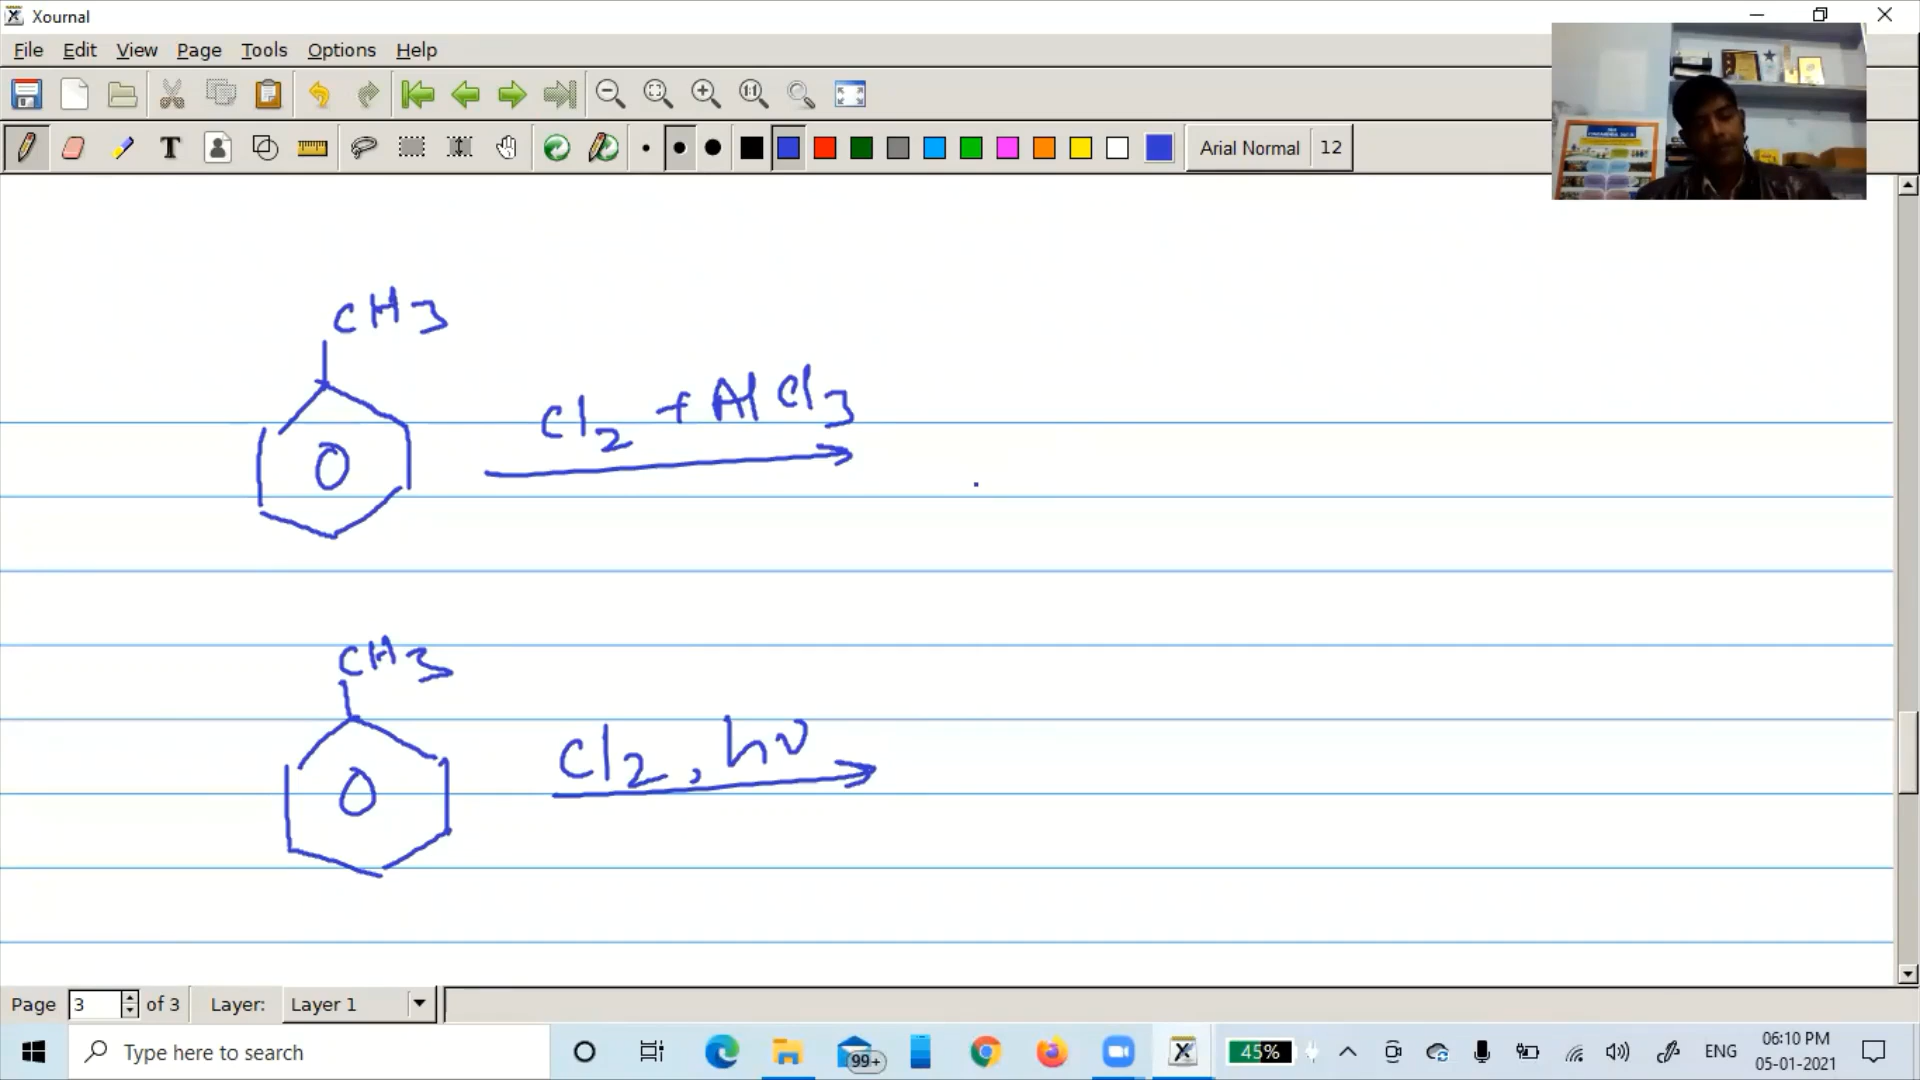 Xournal
File Edit View Page Tools Options Help
Arial Normal 12
CH3
Cl2 + AlCl3
CH3
Cl2, hν
Page 3 of 3 Layer: Layer 1
Type here to search
99+
45%
ENG
06:10 PM
05-01-2021